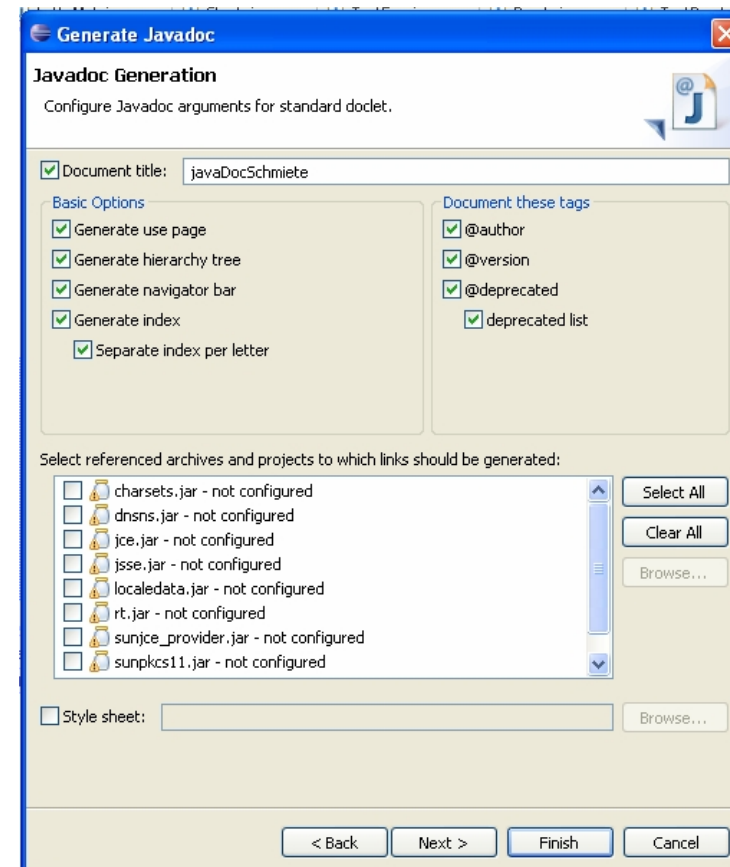 Generate Javadoc
Javadoc Generation
Configure Javadoc arguments for standard doclet.
@
J
Document title: javaDocSchmiete
Basic Options
Generate use page
Generate hierarchy tree
Generate navigator bar
Generate index
Separate index per letter
Document these tags
@author
@version
@deprecated
deprecated list
Select referenced archives and projects to which links should be generated:
charsets.jar - not configured
dnsns.jar - not configured
jce.jar - not configured
jsse.jar - not configured
localedata.jar - not configured
rt.jar - not configured
sunjce_provider.jar - not configured
sunpkcs11.jar - not configured
Select All
Clear All
Browse...
Style sheet:
Browse...
< Back
Next >
Finish
Cancel